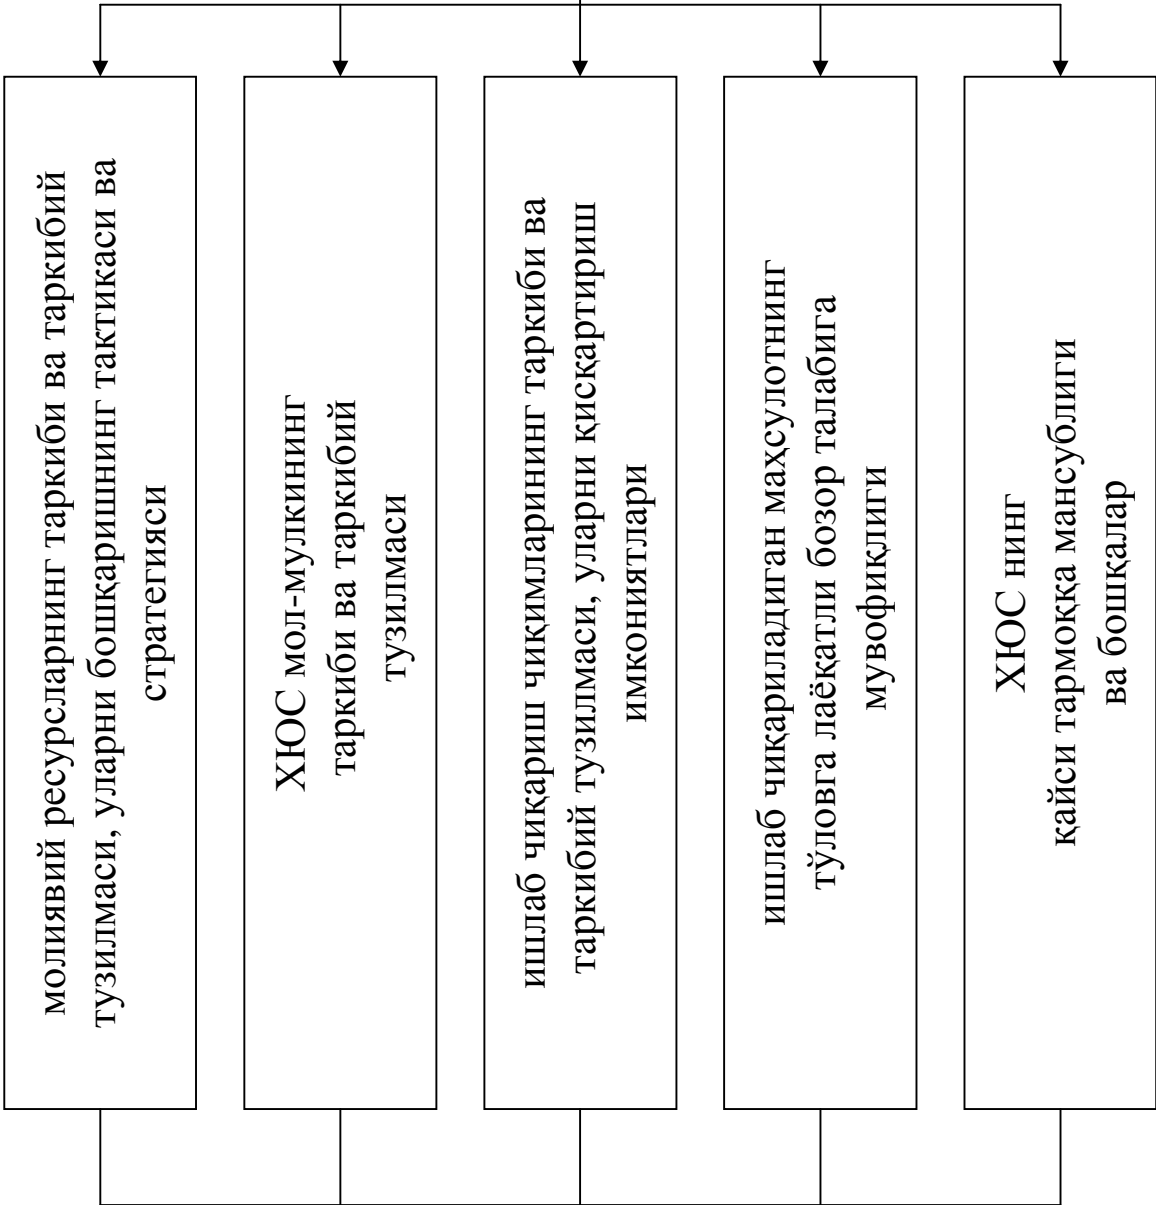 молиявий ресурсларнинг таркиби ва таркибий
тузилмаси, уларни бошқаришнинг тактикаси ва
стратегияси
ХЮС мол-мулкининг
таркиби ва таркибий
тузилмаси
ишлаб чиқариш чиқимларининг таркиби ва
таркибий тузилмаси, уларни қисқартириш
имкониятлари
ишлаб чиқариладиган маҳсулотнинг
тўловга лаёқатли бозор талабига
мувофиқлиги
ХЮС нинг
қайси тармоққа мансублиги
ва бошқалар